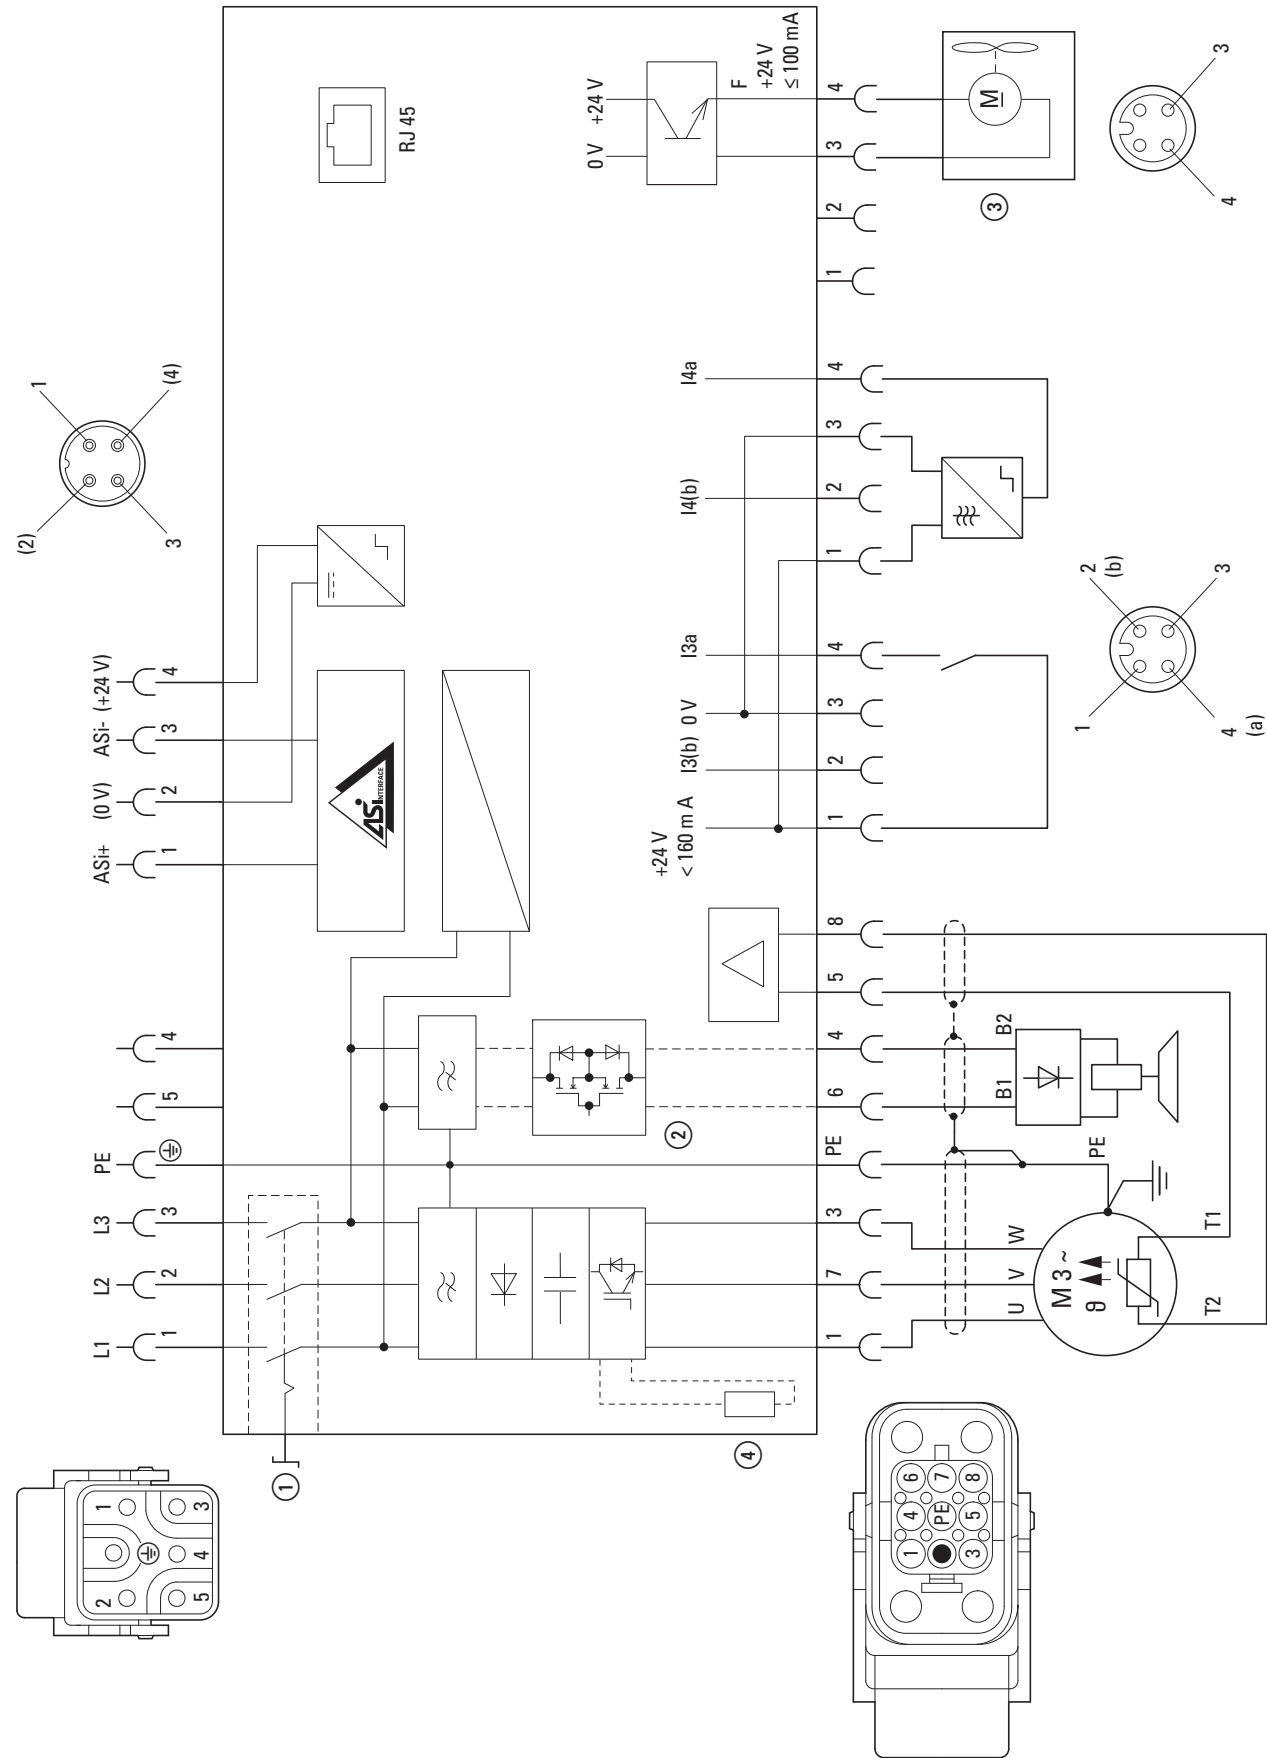 L1
L2
L3
PE
1
2
3
5
4
ASi+
(0 V)
ASi-
(+24 V)
1
2
3
4
(2)
1
3
(4)
2
1
5
4
3
1
ASi
INTERFACE
RJ 45
2
4
+24 V
< 160 m A
I3(b)
0 V
I3a
I4(b)
I4a
0 V
+24 V
F
+24 V
≤ 100 mA
1
7
3
PE
6
4
5
8
1
2
3
4
1
2
3
4
1
2
3
4
U
V
W
PE
B1
B2
M 3 ~
ϑ
T2
T1
M
3
1
4
6
PE
7
3
5
8
1
2
(b)
4
(a)
3
4
3